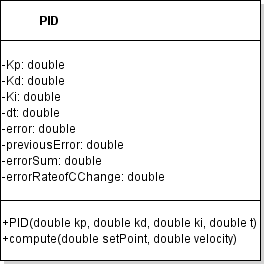 PID
-Kp: double
-Kd: double
-Ki: double
-dt: double
-error: double
-previousError: double
-errorSum: double
-errorRateofCChange: double
+PID(double kp, double kd, double ki, double t)
+compute(double setPoint, double velocity)